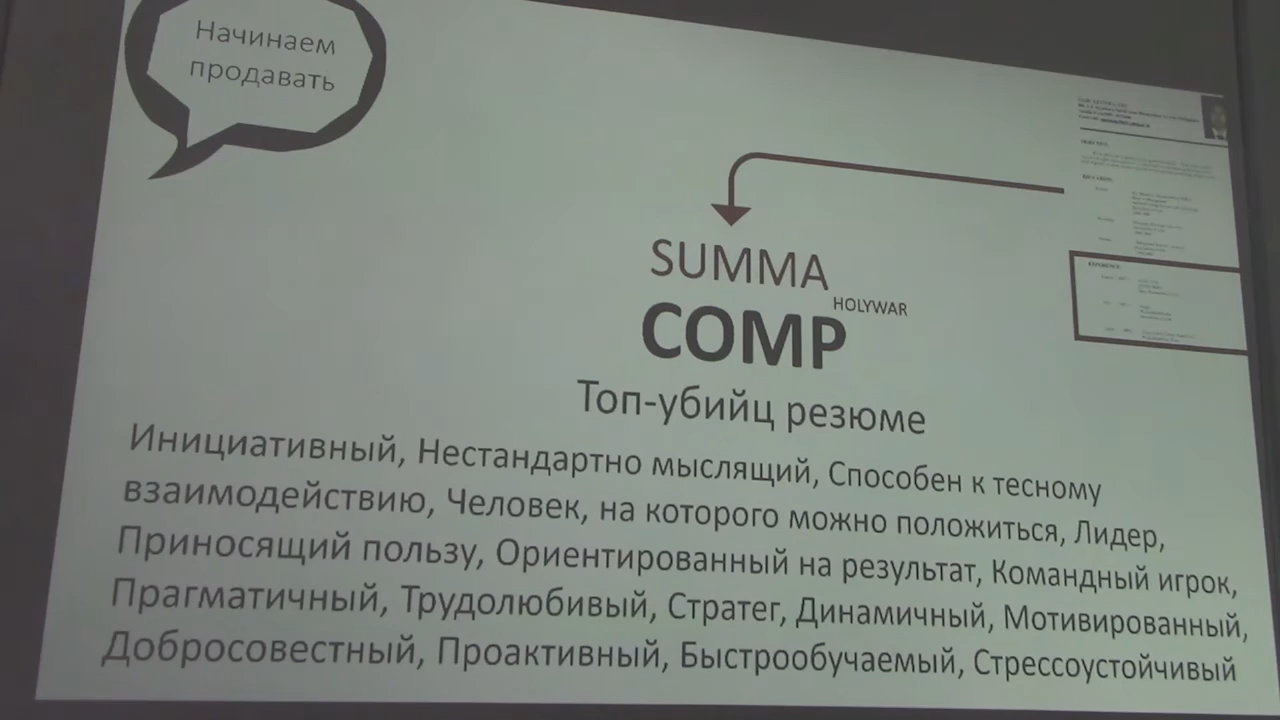 Начинаем
продавать
SUMMA
HOLYWAR
COMP
Топ-убийц резюме
Инициативный, Нестандартно мыслящий, Способен к тесному
взаимодействию, Человек, на которого можно положиться, Лидер,
Приносящий пользу, Ориентированный на результат, Командный игрок,
Прагматичный, Трудолюбивый, Стратег, Динамичный, Мотивированный,
Добросовестный, Проактивный, Быстрообучаемый, Стрессоустойчивый